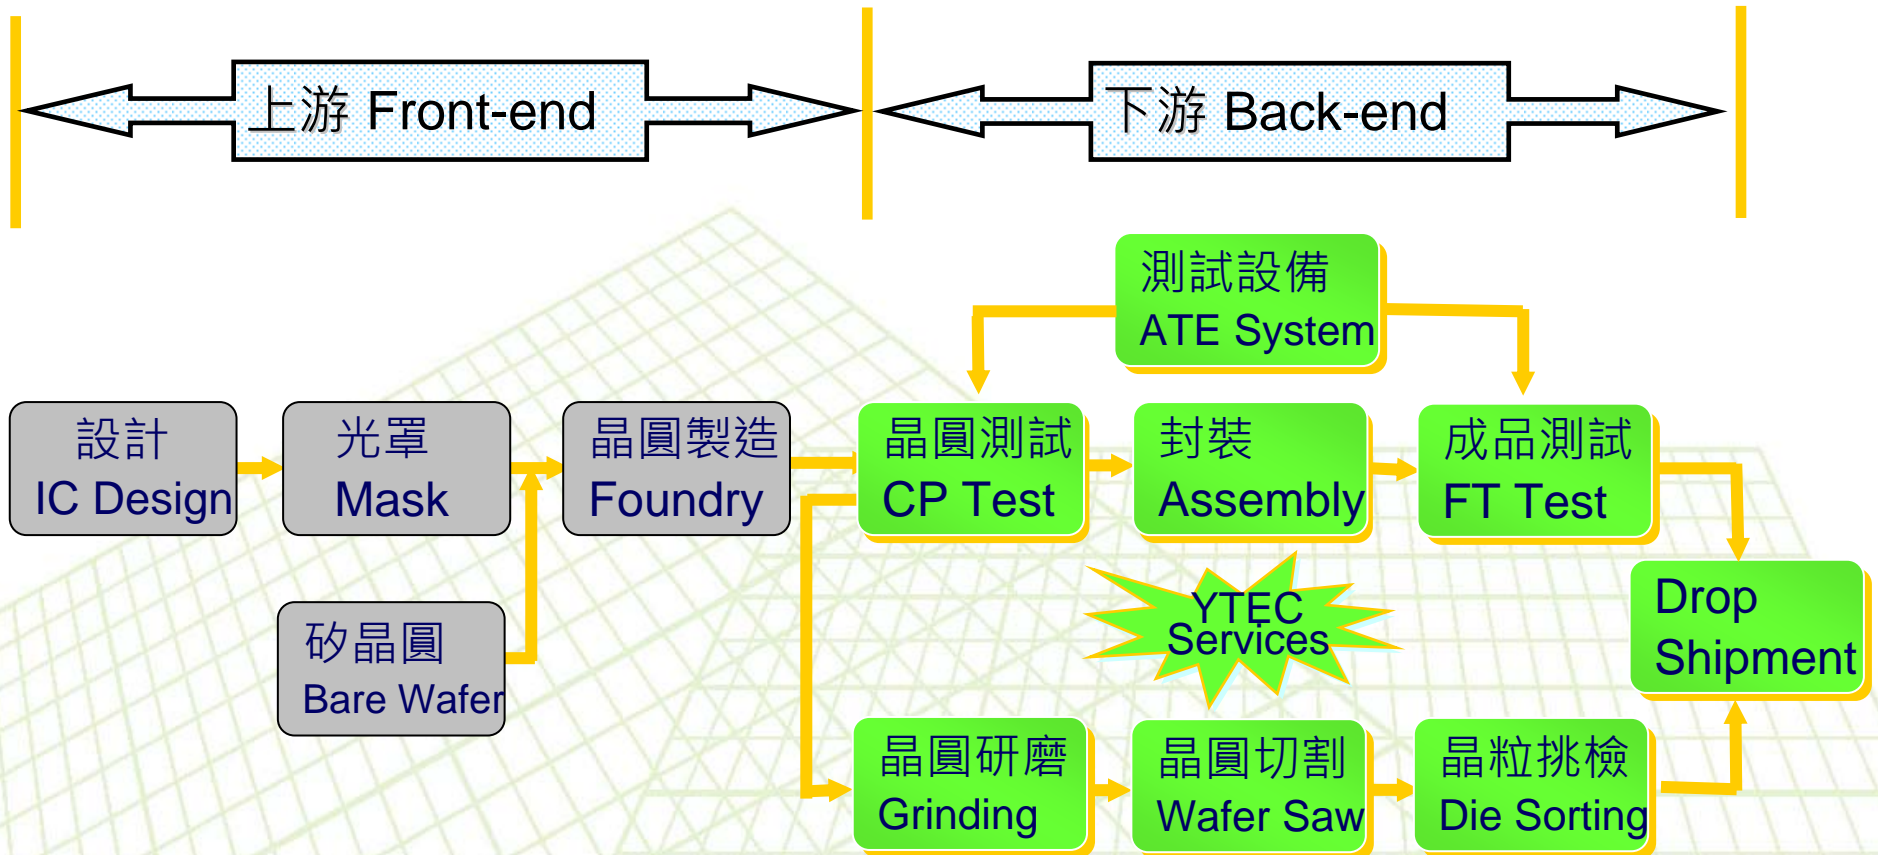 上游 Front-end
下游 Back-end
測試設備
ATE System
設計
IC Design
光罩
Mask
晶圓製造
Foundry
晶圓測試
CP Test
封裝
Assembly
成品測試
FT Test
矽晶圓
Bare Wafer
YTEC
Services
Drop
Shipment
晶圓研磨
Grinding
晶圓切割
Wafer Saw
晶粒挑檢
Die Sorting